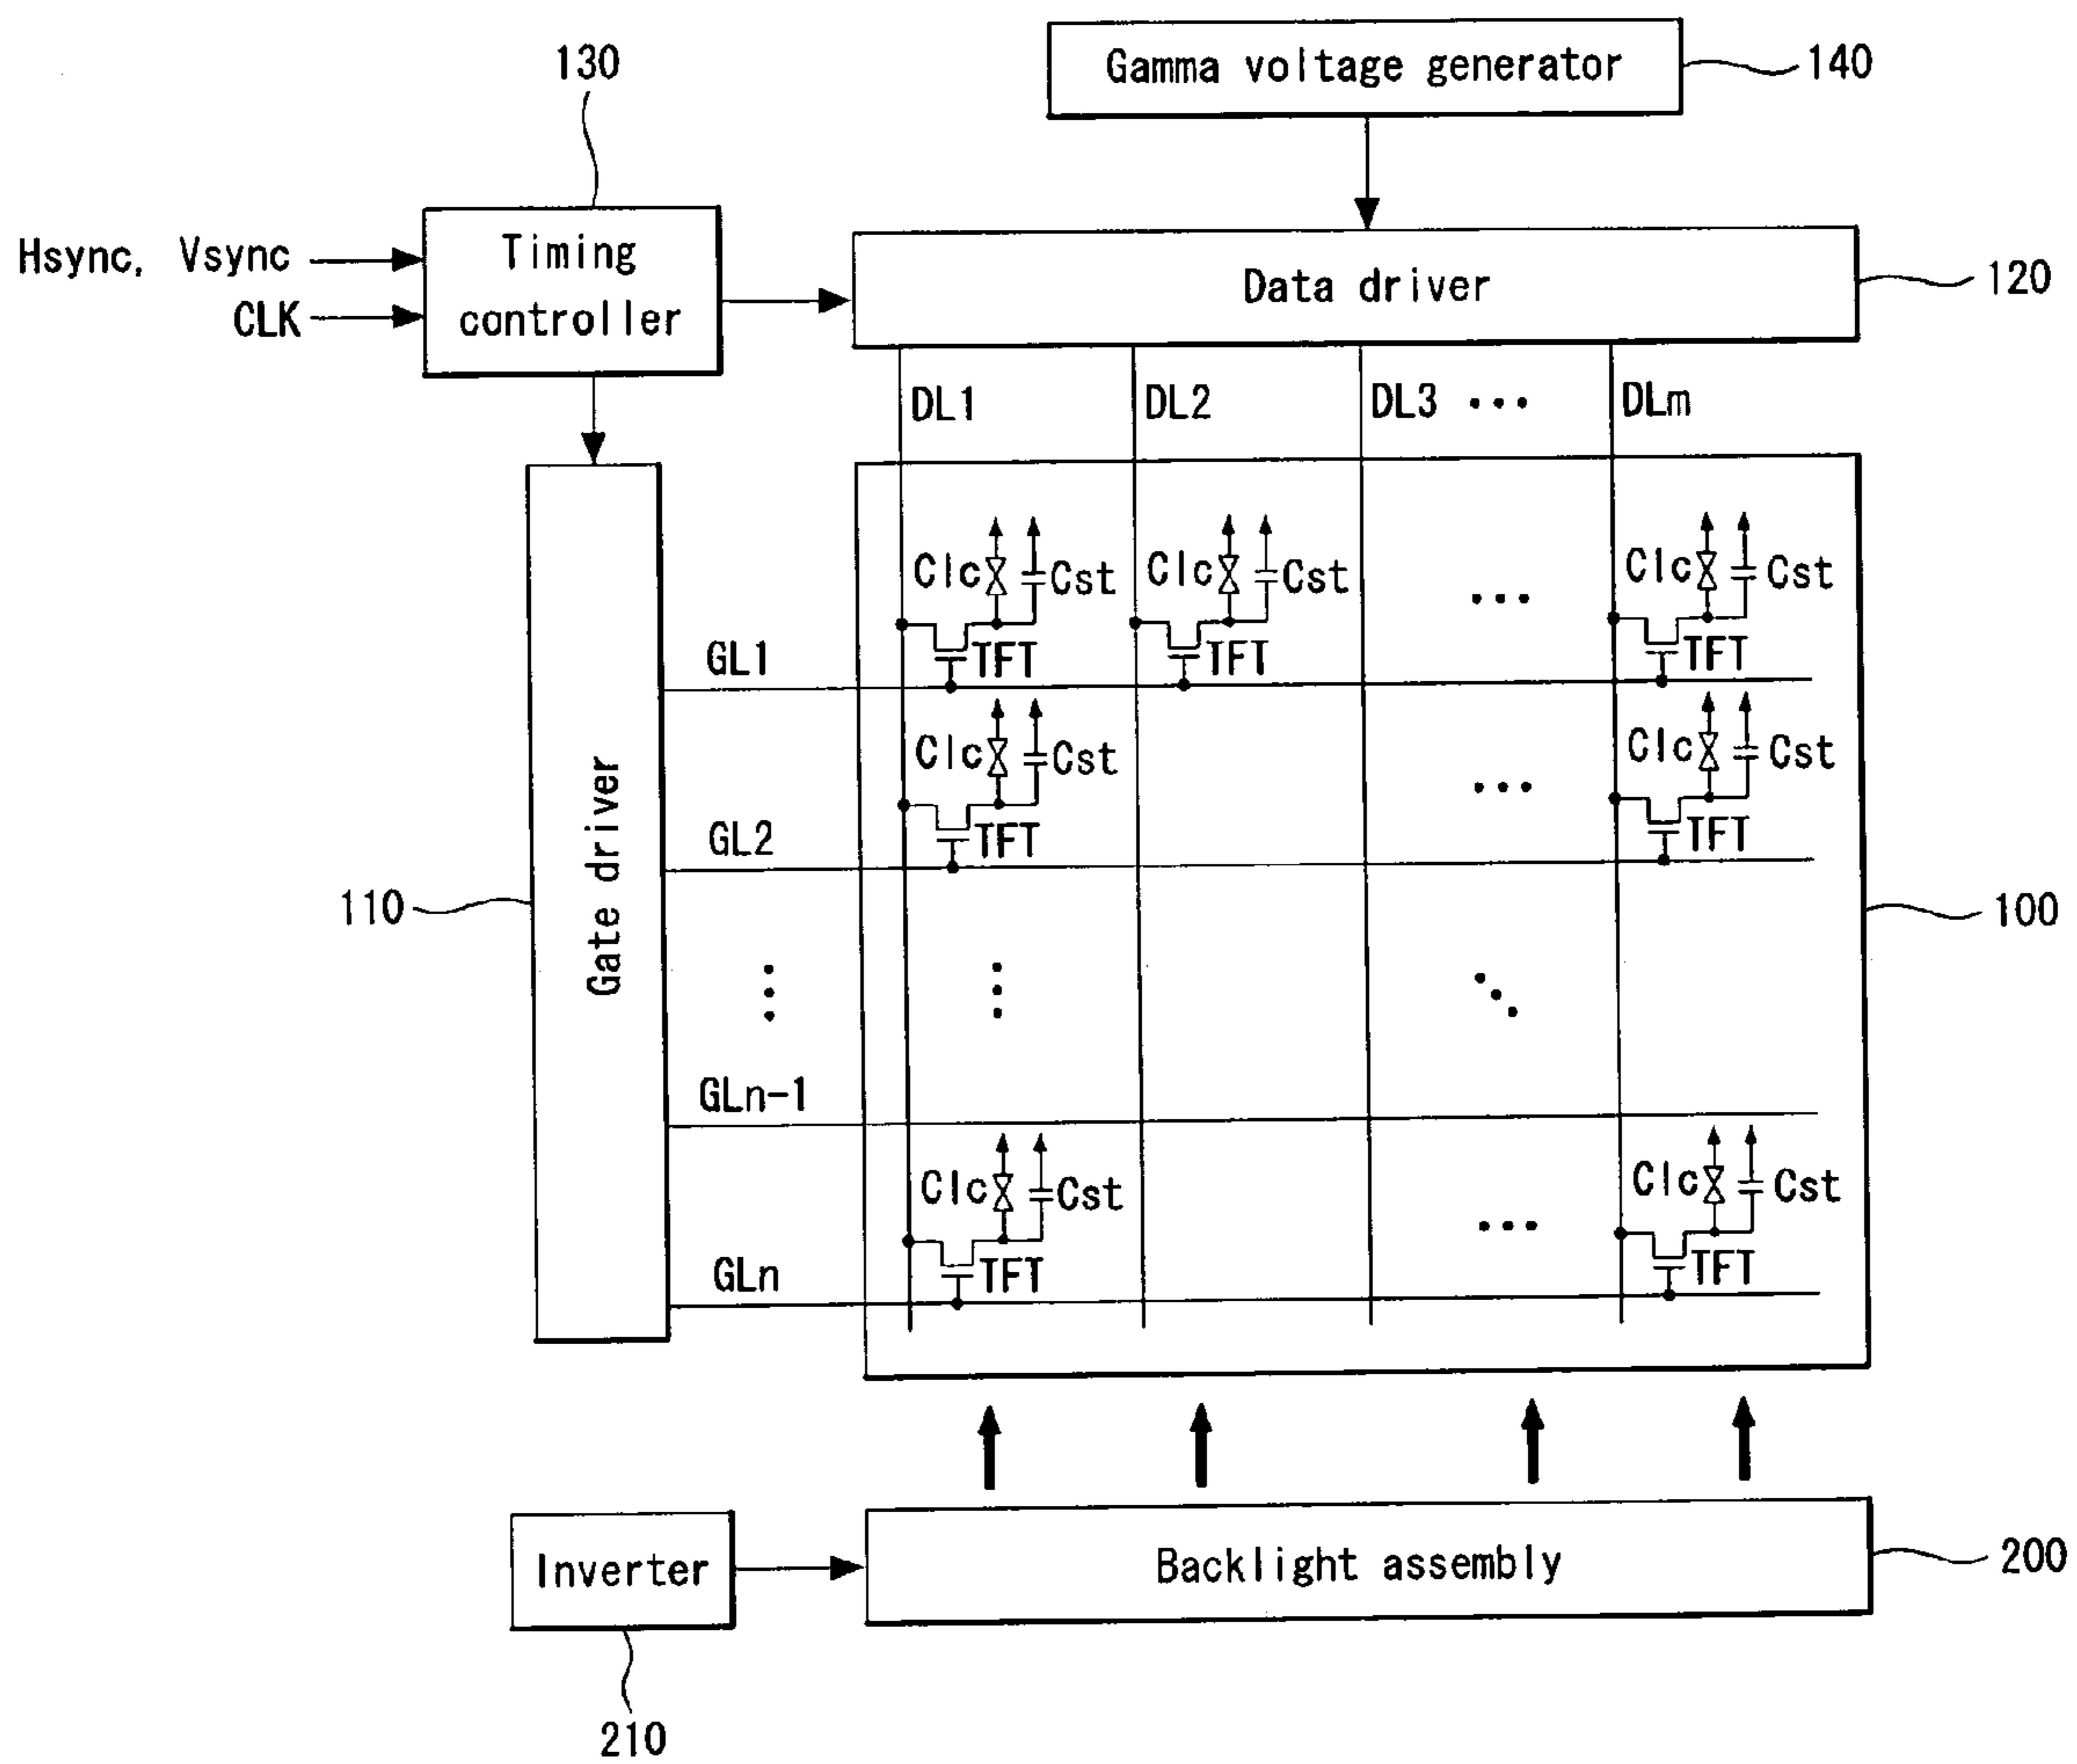 130
Gamma voltage generator
140
Hsync, Vsync
CLK
Timing
controller
Data driver
120
DL1
DL2
DL3 ...
DLm
Clc
Cst
Clc
Cst
...
Clc
Cst
GL1
TFT
TFT
TFT
Clc
Cst
...
Clc
Cst
GL2
TFT
TFT
Gate driver
110
100
GLn-1
Clc
Cst
...
Clc
Cst
GLn
TFT
TFT
Inverter
Backlight assembly
200
210